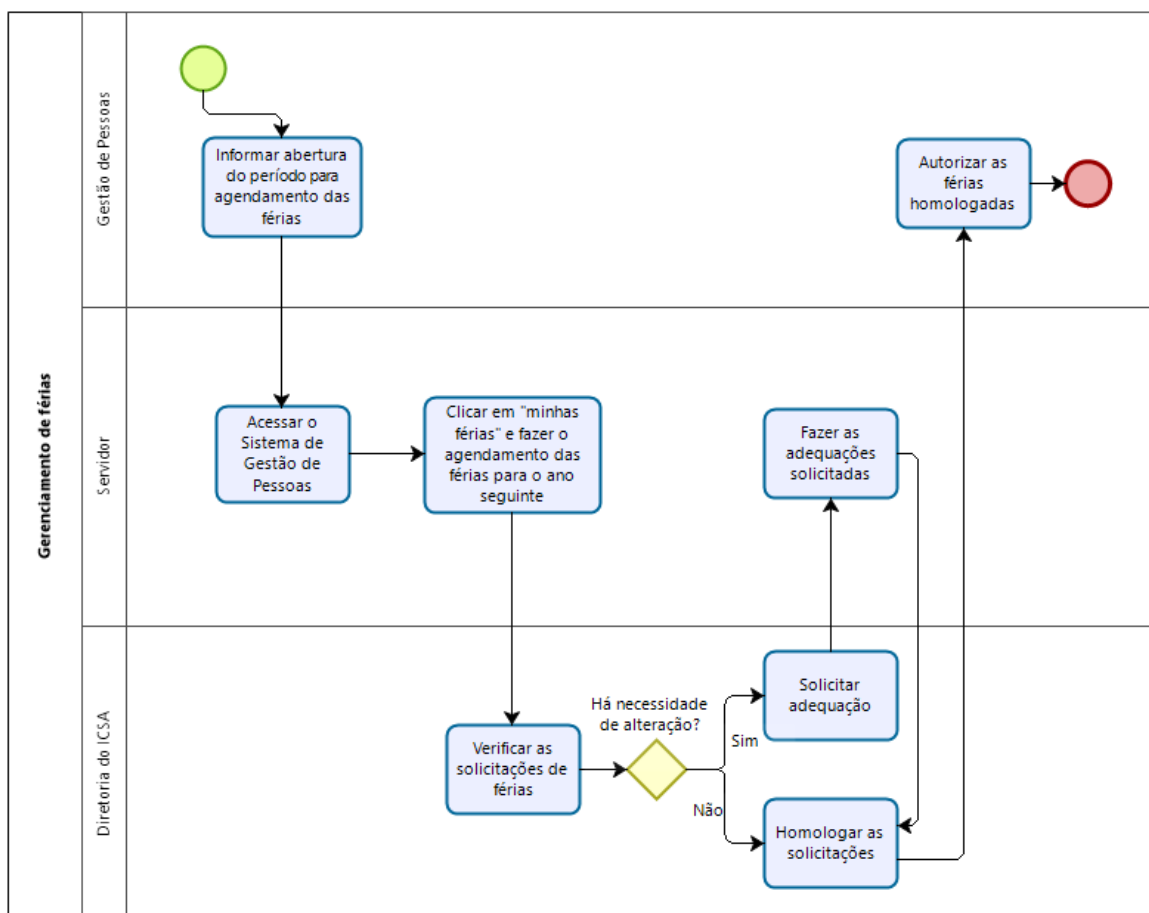 Gerenciamento de férias
Gestão de Pessoas
Informar abertura
do período para
agendamento das
férias
Autorizar as
férias
homologadas
Servidor
Acessar o
Sistema de
Gestão de
Pessoas
Clicar em "minhas
férias" e fazer o
agendamento das
férias para o ano
seguinte
Fazer as
adequações
solicitadas
Diretoria do ICSA
Verificar as
solicitações de
férias
Há necessidade
de alteração?
Sim
Não
Solicitar
adequação
Homologar as
solicitações